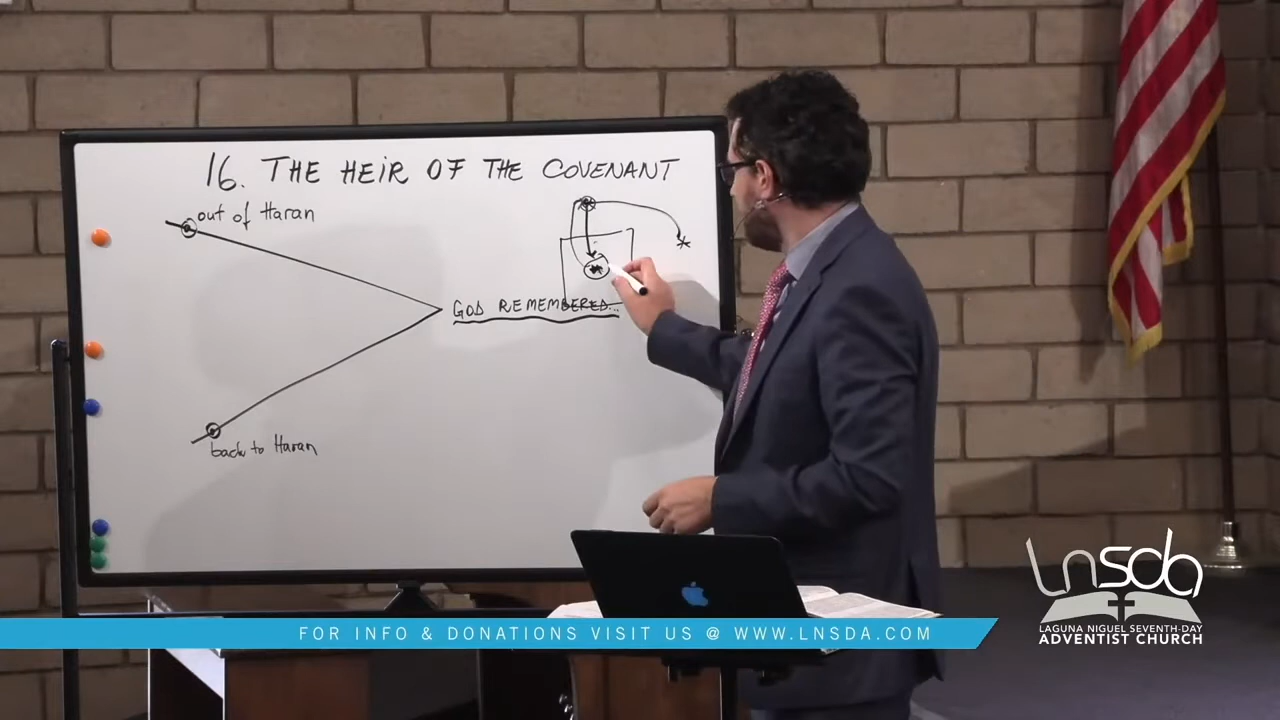 16. THE HEIR OF THE COVENANT
out of Haran
GOD REMEMBERED...
back to Haran
FOR INFO & DONATIONS VISIT US @ WWW.LNSDA.COM
LNSDA
LAGUNA NIGUEL SEVENTH-DAY
ADVENTIST CHURCH